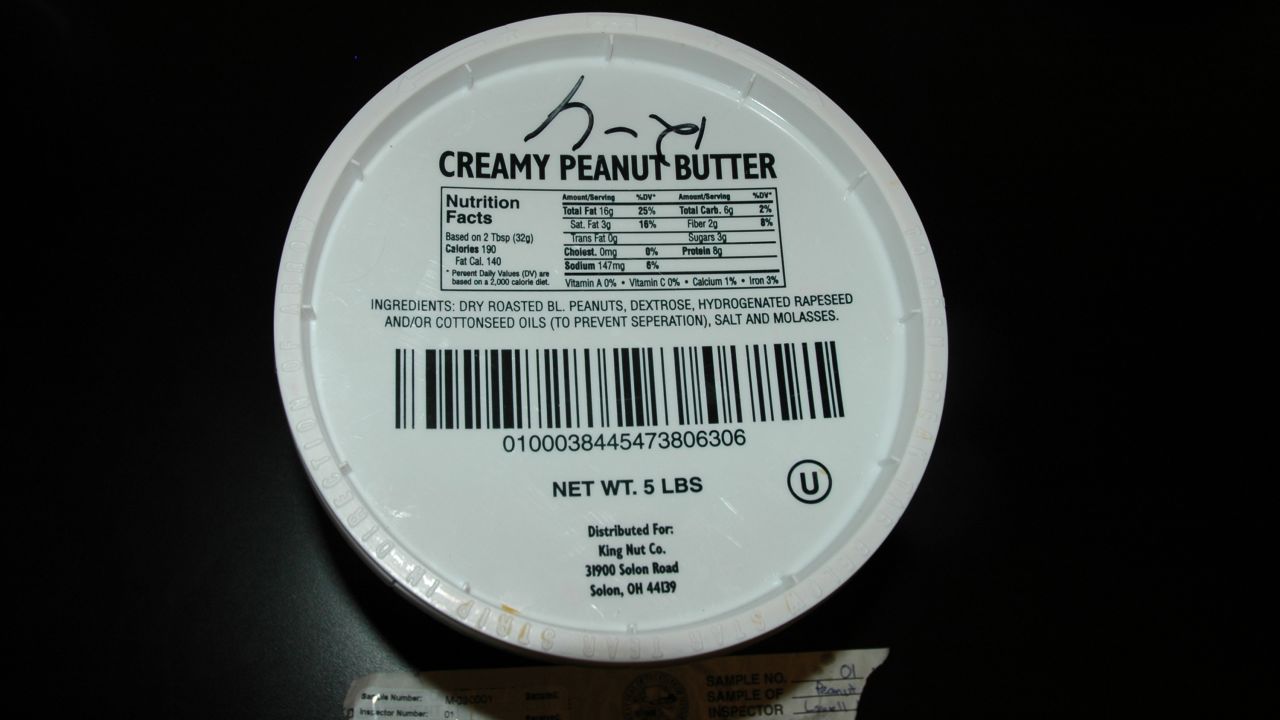 CREAMY PEANUT BUTTER
Nutrition Facts
Based on 2 Tbsp (32g)
Calories 190
Fat Cal. 140
* Persent Daily Values (DV) are
based on a 2,000 calorie diet.
Amount/Serving %DV* Amount/Serving %DV*
Total Fat 16g 25% Total Carb. 6g 2%
Sat. Fat 3g 16% Fiber 2g 8%
Trans Fat 0g Sugars 3g
Cholest. 0mg 0% Protein 8g
Sodium 147mg 6%
Vitamin A 0% • Vitamin C 0% • Calcium 1% • Iron 3%
INGREDIENTS: DRY ROASTED BL. PEANUTS, DEXTROSE, HYDROGENATED RAPESEED
AND/OR COTTONSEED OILS (TO PREVENT SEPERATION), SALT AND MOLASSES.
0100038445473806306
NET WT. 5 LBS
U
Distributed For:
King Nut Co.
31900 Solon Road
Solon, OH 44139
Sample Number:
Inspector Number: 01
SAMPLE NO. 01
SAMPLE OF Peanut
INSPECTOR